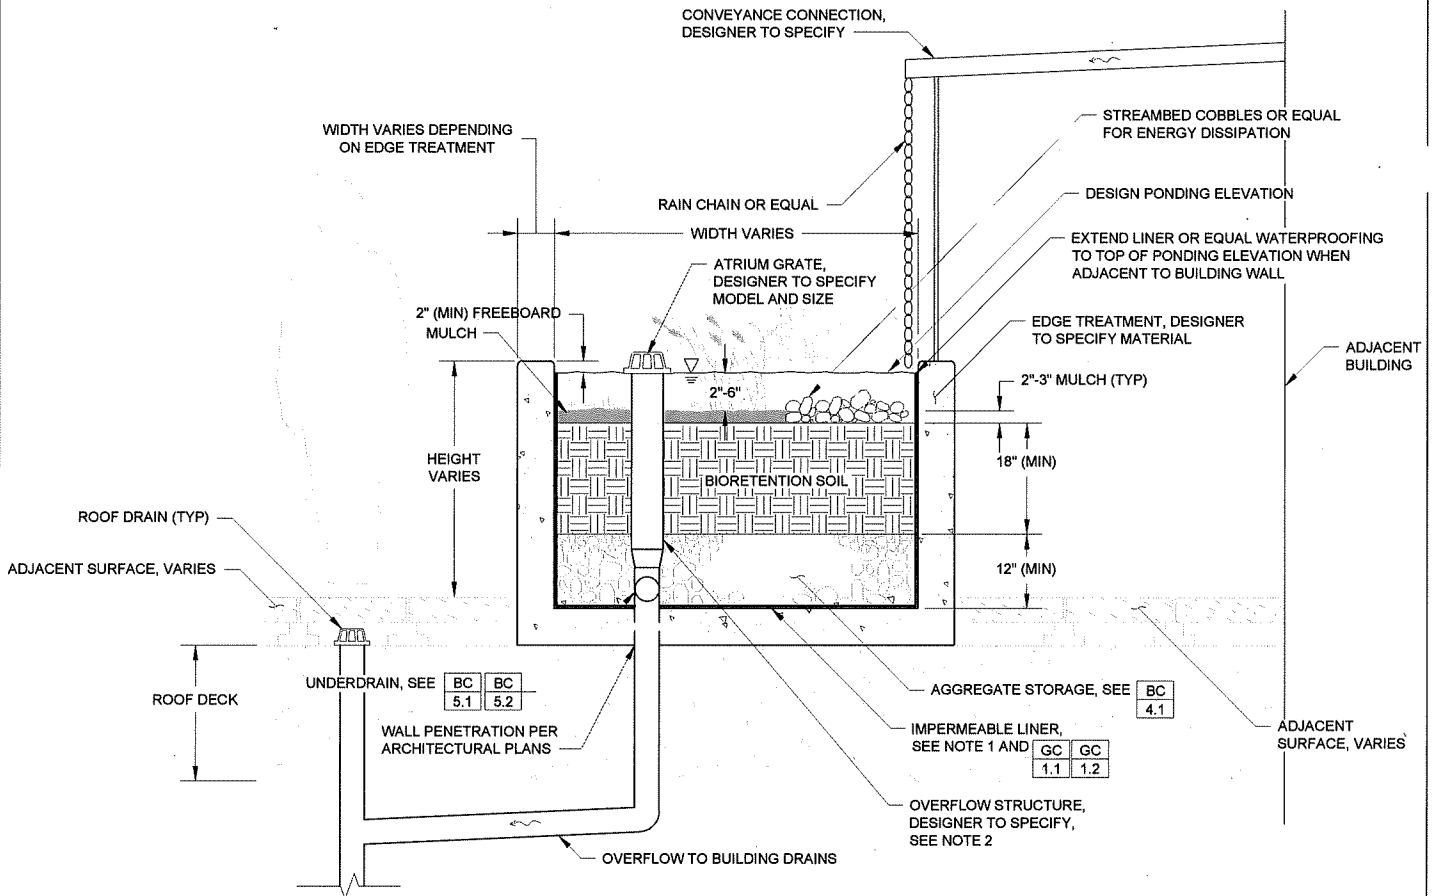 CONVEYANCE CONNECTION,
DESIGNER TO SPECIFY
STREAMBED COBBLES OR EQUAL
FOR ENERGY DISSIPATION
WIDTH VARIES DEPENDING
ON EDGE TREATMENT
DESIGN PONDING ELEVATION
RAIN CHAIN OR EQUAL
WIDTH VARIES
EXTEND LINER OR EQUAL WATERPROOFING
TO TOP OF PONDING ELEVATION WHEN
ADJACENT TO BUILDING WALL
ATRIUM GRATE,
DESIGNER TO SPECIFY
MODEL AND SIZE
2" (MIN) FREEBOARD
MULCH
EDGE TREATMENT, DESIGNER
TO SPECIFY MATERIAL
ADJACENT
BUILDING
2"-3" MULCH (TYP)
2"-6"
HEIGHT
VARIES
18" (MIN)
BIORETENTION SOIL
ROOF DRAIN (TYP)
ADJACENT SURFACE, VARIES
12" (MIN)
UNDERDRAIN, SEE BC BC
5.1 5.2
ROOF DECK
AGGREGATE STORAGE, SEE BC
4.1
WALL PENETRATION PER
ARCHITECTURAL PLANS
IMPERMEABLE LINER,
SEE NOTE 1 AND GC GC
1.1 1.2
ADJACENT
SURFACE, VARIES
OVERFLOW STRUCTURE,
DESIGNER TO SPECIFY,
SEE NOTE 2
OVERFLOW TO BUILDING DRAINS